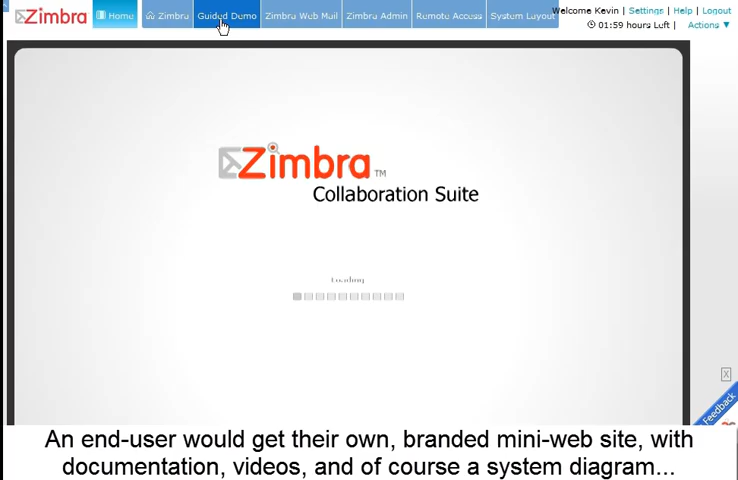 Zimbra Home Zimbra Guided Demo Zimbra Web Mail Zimbra Admin Remote Access System Layout Welcome Kevin | Settings | Help | Logout
01:59 hours Left | Actions ▼
Zimbra™
Collaboration Suite
Loading
X
Feedback
An end-user would get their own, branded mini-web site, with
documentation, videos, and of course a system diagram...